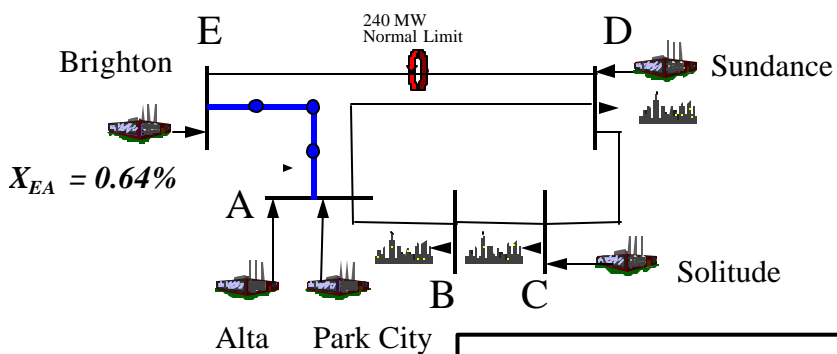 E
240 MW
Normal Limit
D
Brighton
Sundance
X_EA = 0.64%
A
B
C
Solitude
Alta
Park City